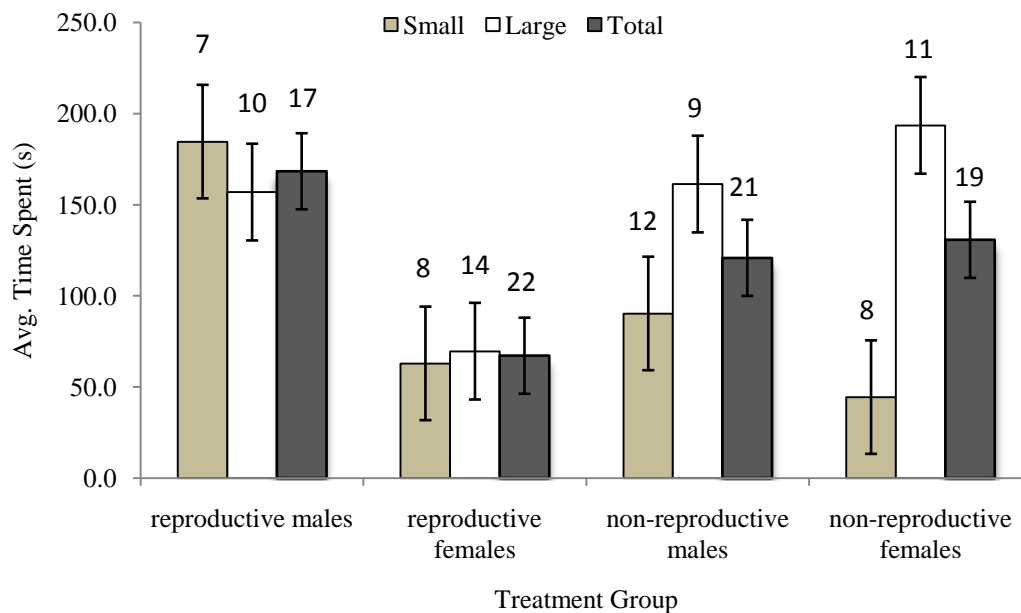 250.0
Small Large Total
7
10
17
8
14
22
12
9
21
8
11
19
200.0
150.0
100.0
50.0
0.0
Avg. Time Spent (s)
reproductive males
reproductive
females
non-reproductive
males
non-reproductive
females
Treatment Group